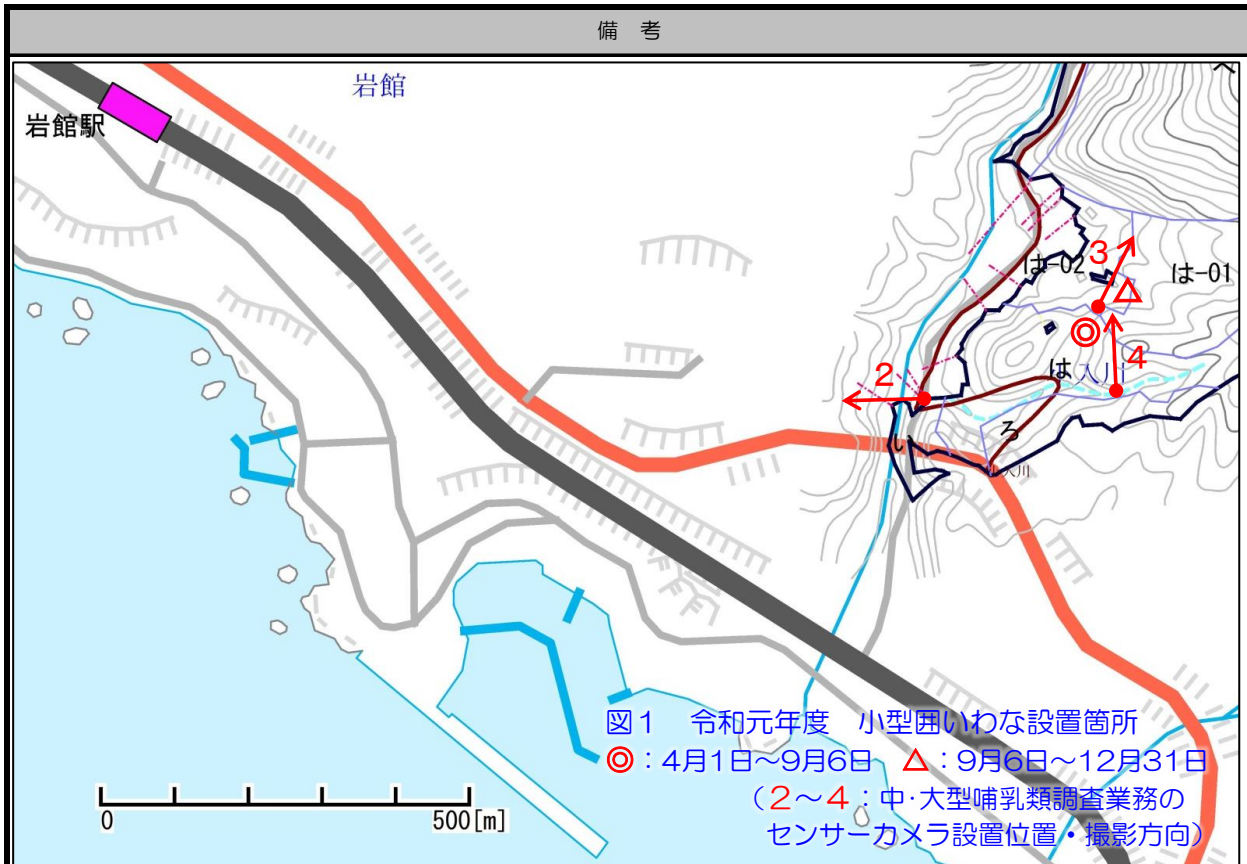 備 考
岩館
へ
岩館駅
3
は-02
は-01
2
は 入川
4
い
ろ
入川
図1 令和元年度 小型囲いわな設置箇所
◎：4月1日～9月6日 △：9月6日～12月31日
（2～4：中・大型哺乳類調査業務の
センサーカメラ設置位置・撮影方向）
0 500[m]